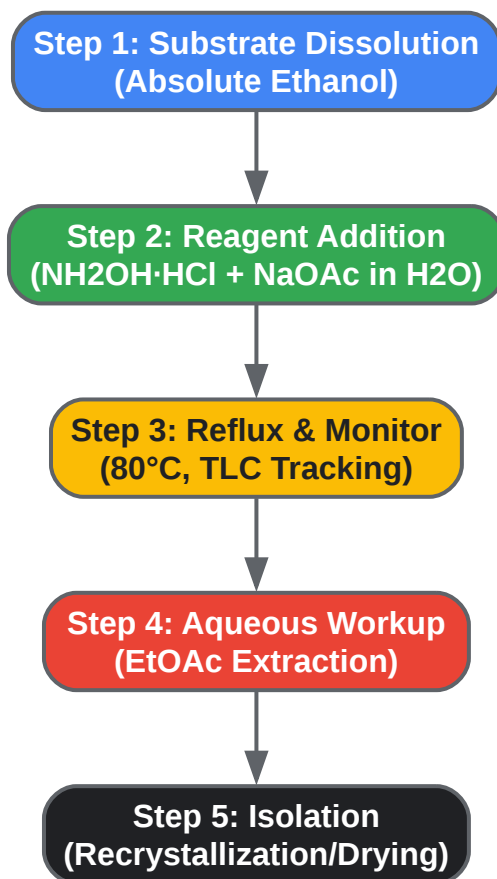 Step 1: Substrate Dissolution
(Absolute Ethanol)
Step 2: Reagent Addition
(NH2OH·HCl + NaOAc in H2O)
Step 3: Reflux & Monitor
(80°C, TLC Tracking)
Step 4: Aqueous Workup
(EtOAc Extraction)
Step 5: Isolation
(Recrystallization/Drying)